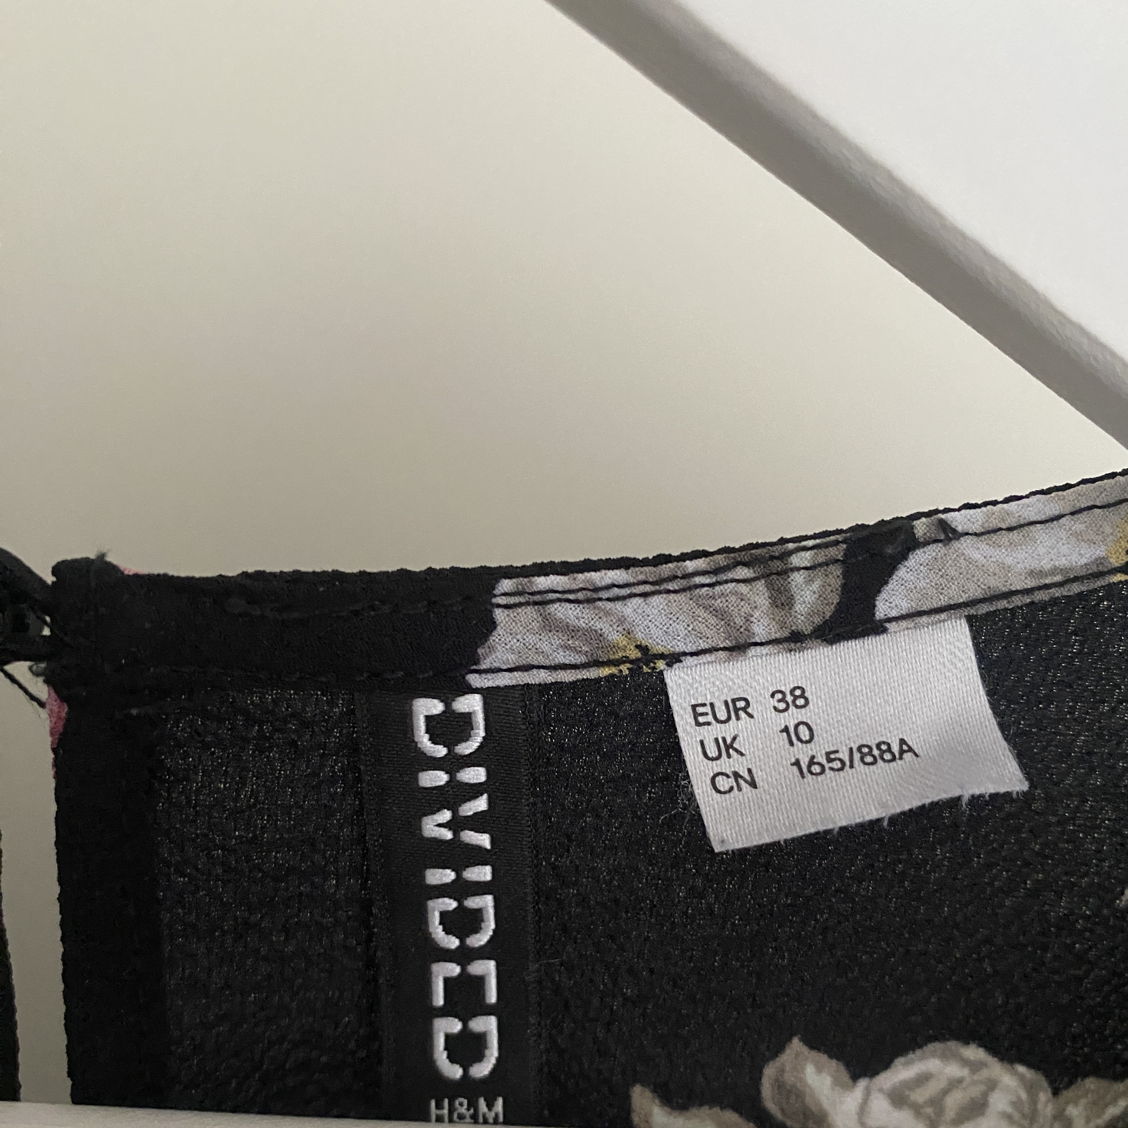 DIVIDED
H&M
EUR 38
UK 10
CN 165/88A